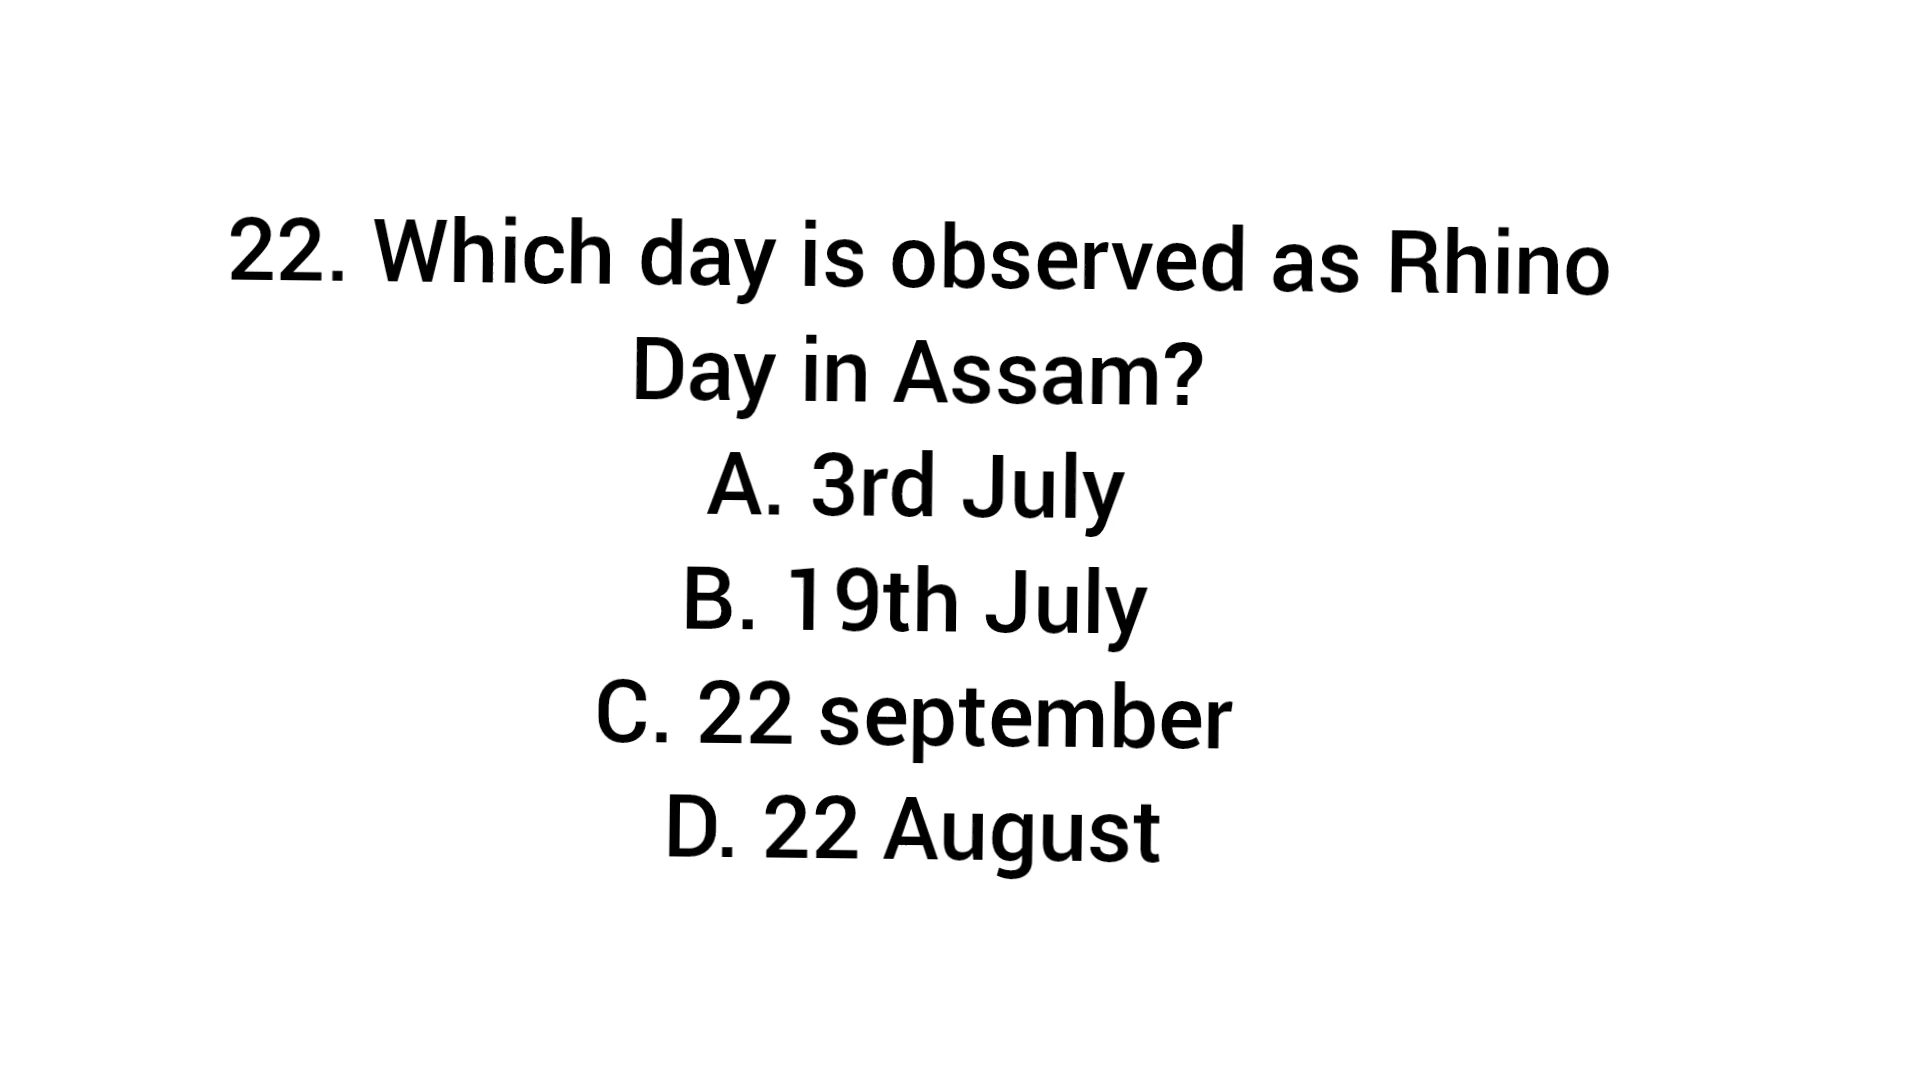 22. Which day is observed as Rhino
Day in Assam?
A. 3rd July
B. 19th July
C. 22 september
D. 22 August